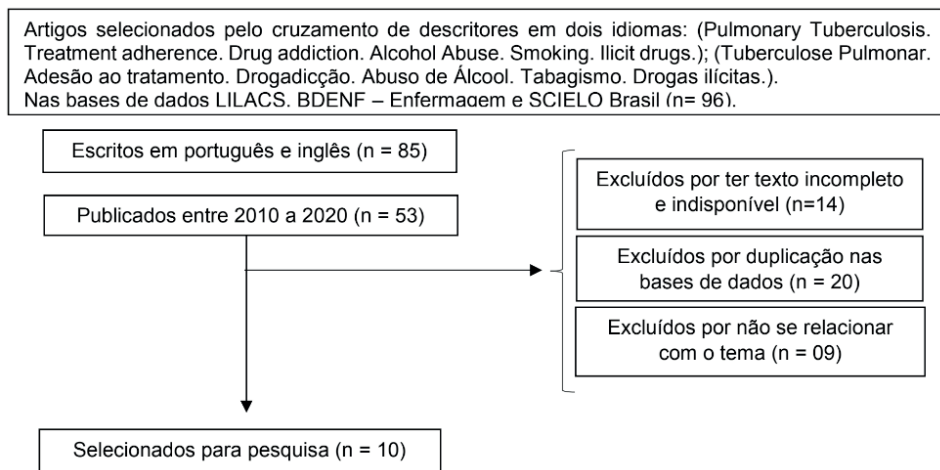 Artigos selecionados pelo cruzamento de descritores em dois idiomas: (Pulmonary Tuberculosis.
Treatment adherence. Drug addiction. Alcohol Abuse. Smoking. Ilicit drugs.); (Tuberculose Pulmonar.
Adesão ao tratamento. Drogadicção. Abuso de Álcool. Tabagismo. Drogas ilícitas.).
Nas bases de dados LILACS. BDENF – Enfermagem e SCIELO Brasil (n= 96).
Escritos em português e inglês (n = 85)
Publicados entre 2010 a 2020 (n = 53)
Excluídos por ter texto incompleto
e indisponível (n=14)
Excluídos por duplicação nas
bases de dados (n = 20)
Excluídos por não se relacionar
com o tema (n = 09)
Selecionados para pesquisa (n = 10)